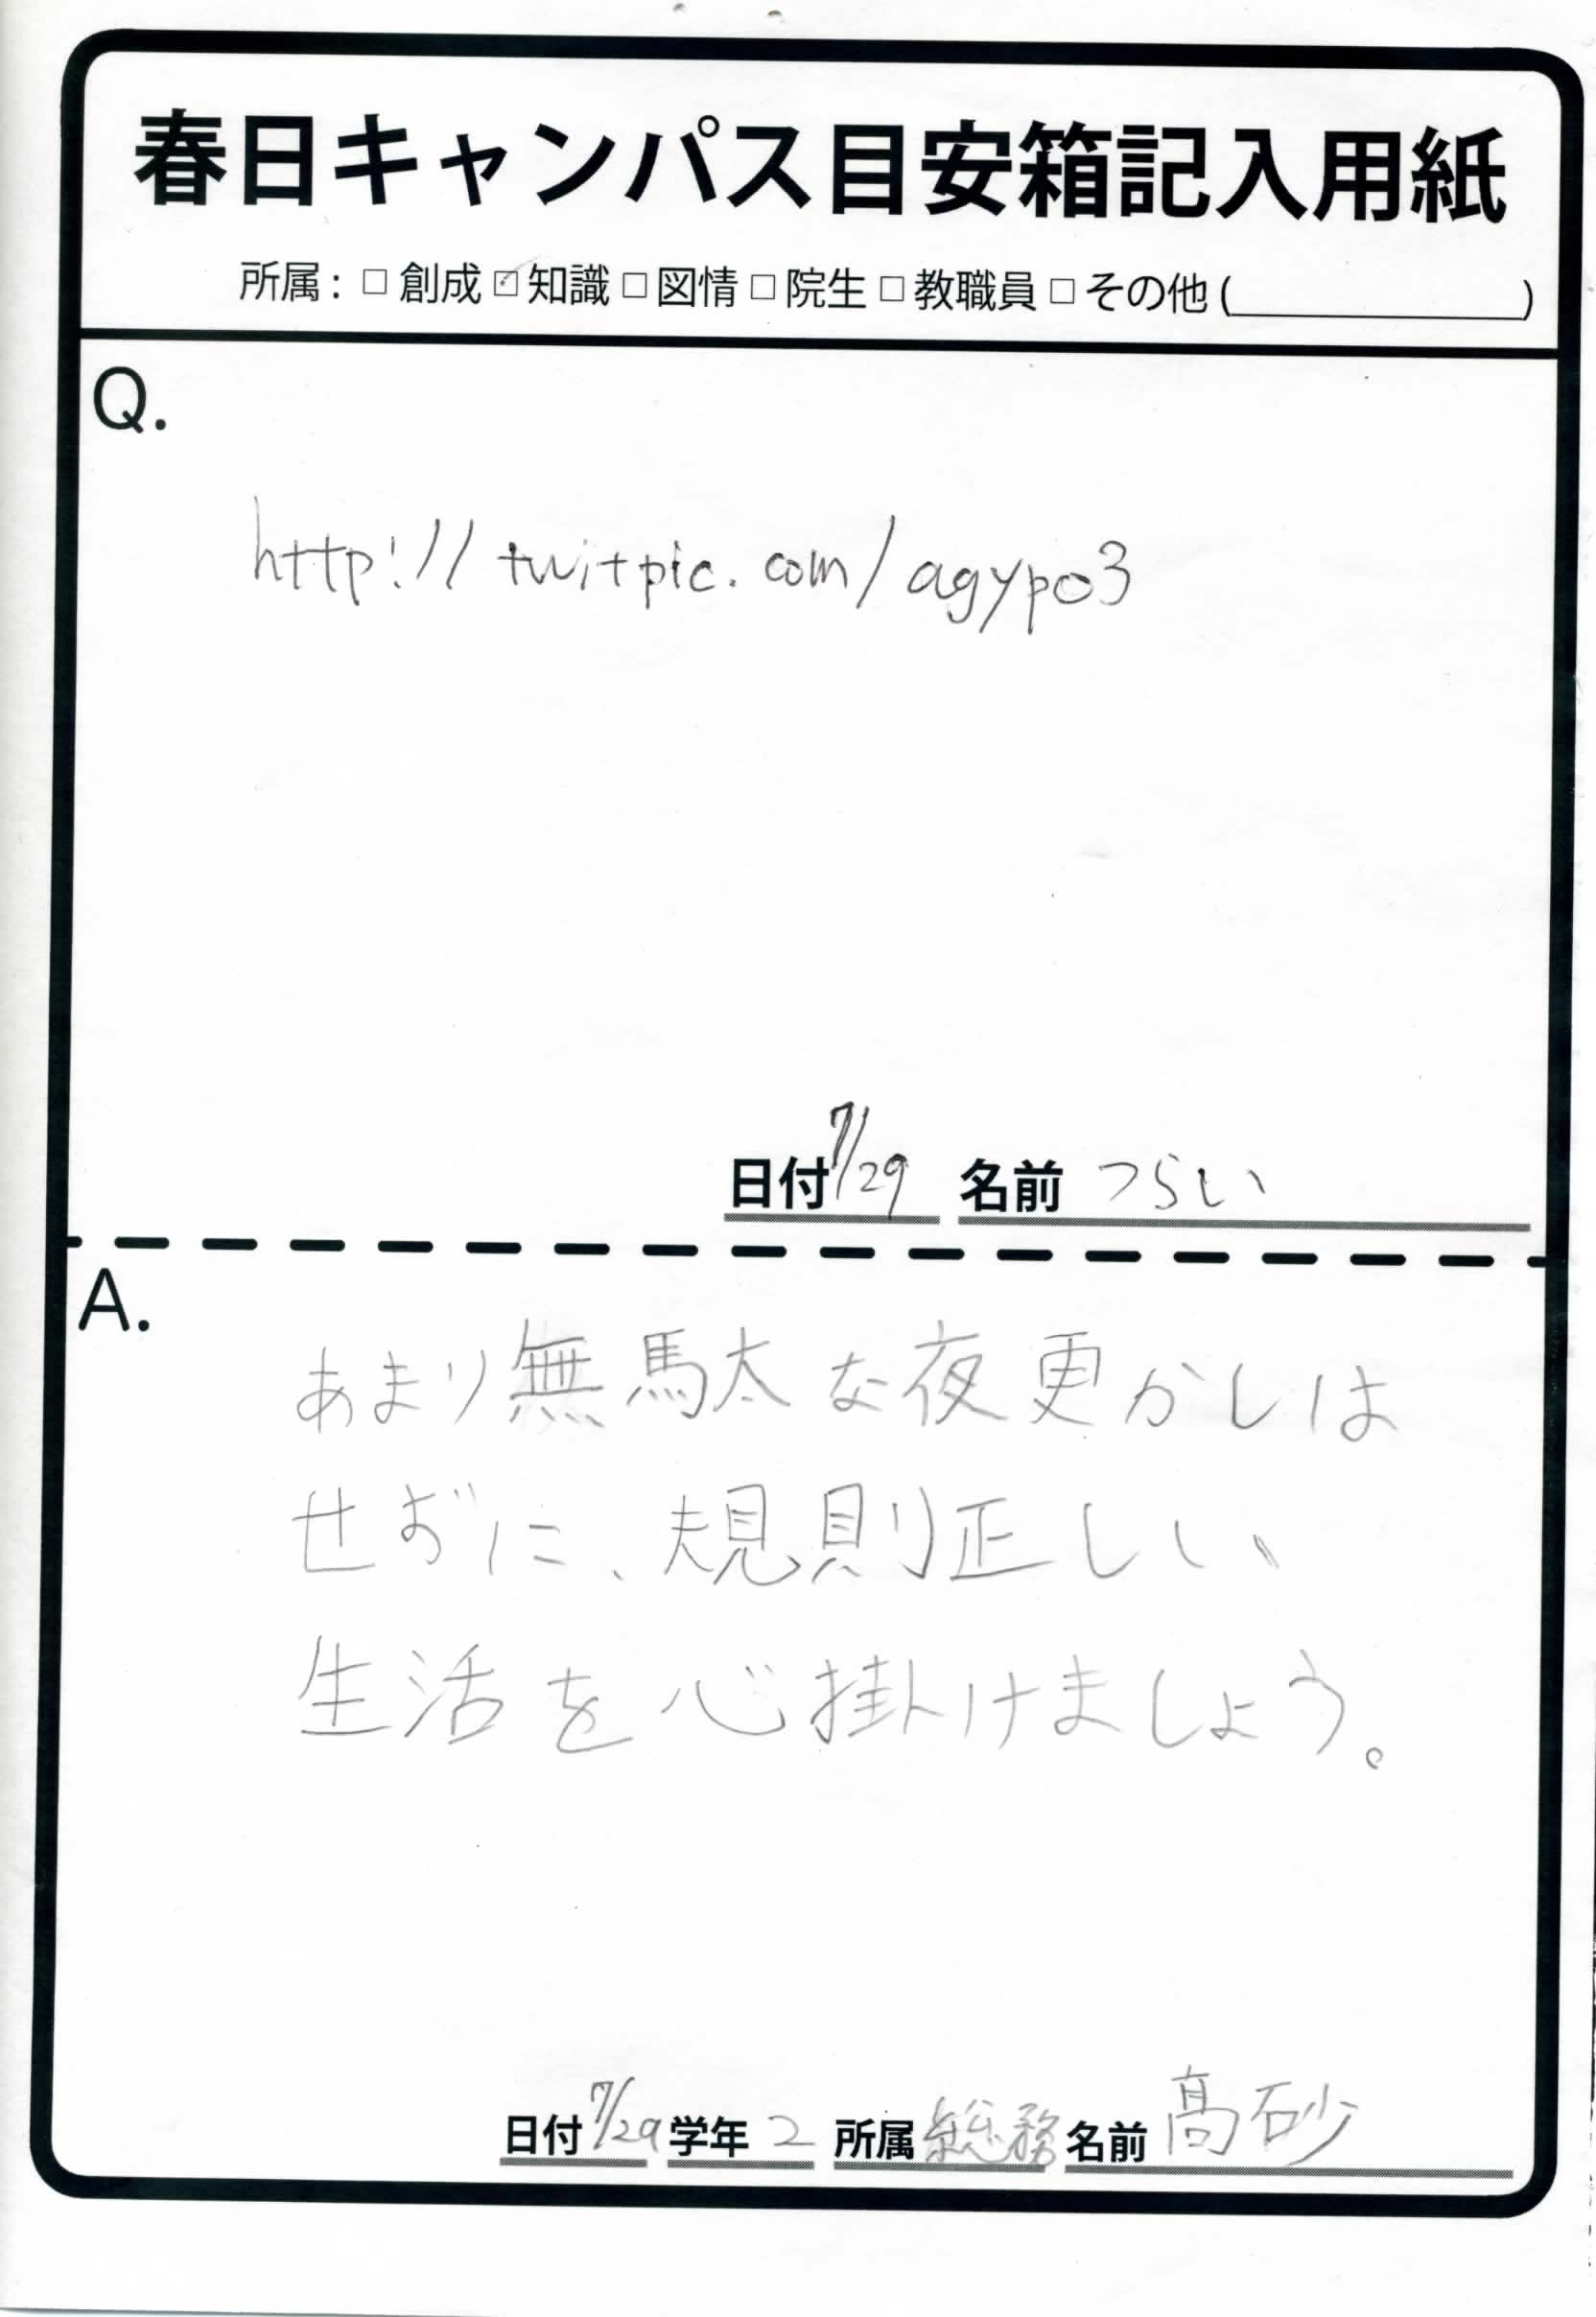 春日キャンパス目安箱記入用紙
所属: □ 創成 ☑ 知識 □ 図情 □ 院生 □ 教職員 □ その他 (　　　　　)
Q.
http://twitpic.com/agypo3
日付 7/29 名前 つらい
A.
あまり無駄な夜更かしは
せずに、規則正しい
生活を心掛けましょう。
日付 7/29 学年 2 所属 総務 名前 髙砂